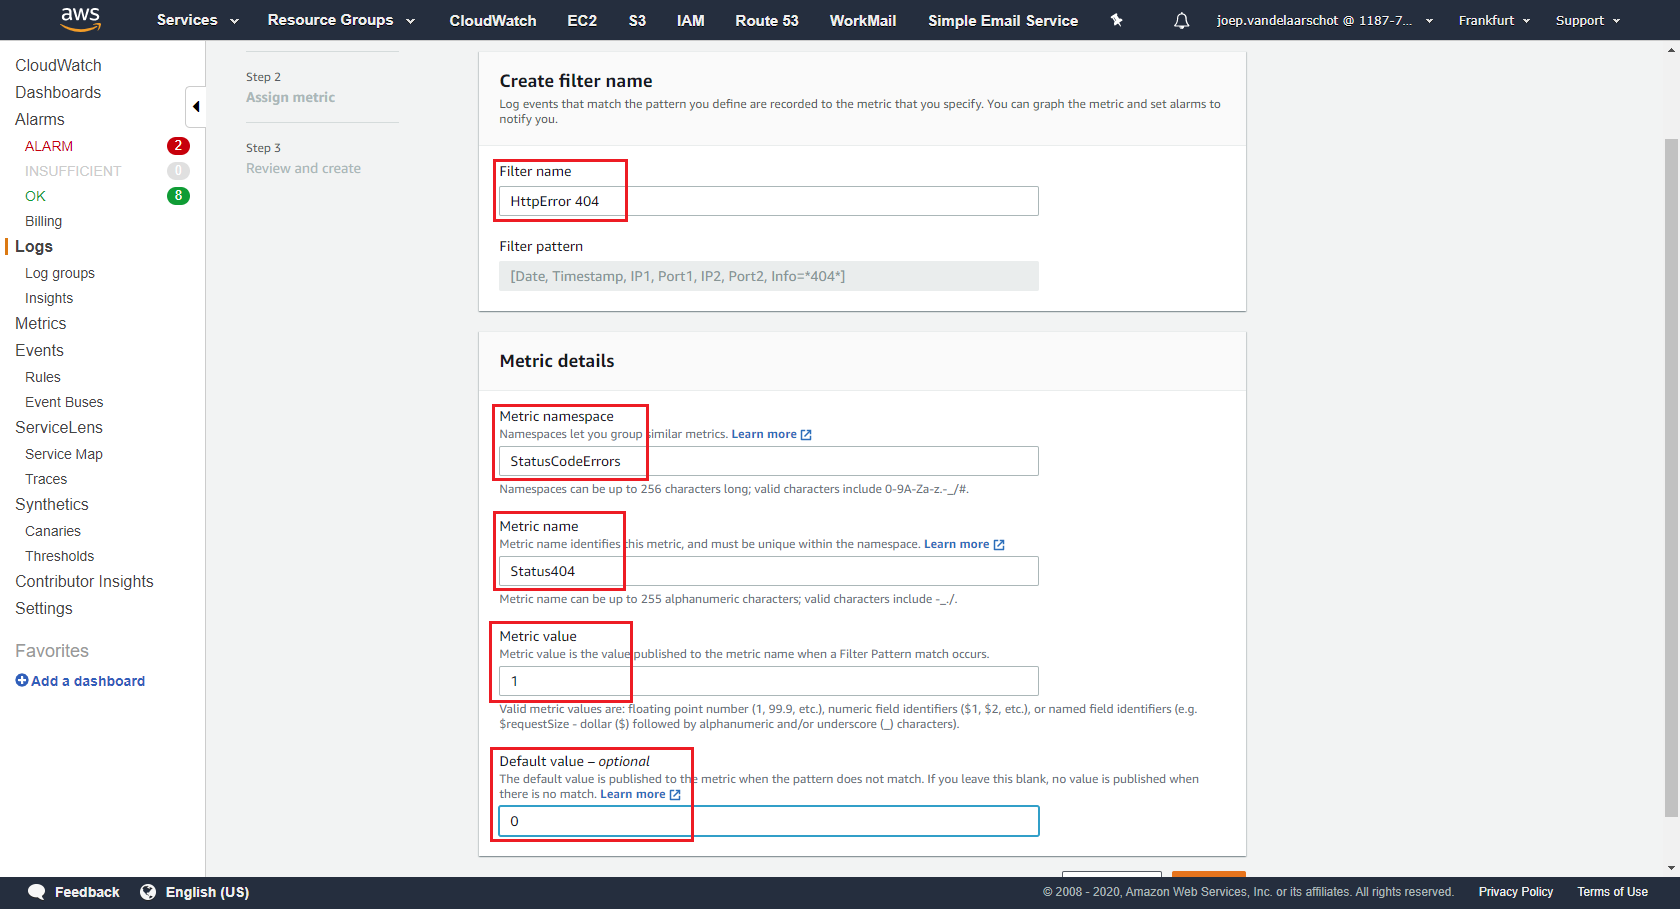 aws Services Resource Groups CloudWatch EC2 S3 IAM Route 53 WorkMail Simple Email Service joep.vandelaarschot @ 1187-7... Frankfurt Support
CloudWatch
Dashboards
Alarms
ALARM 2
INSUFFICIENT 0
OK 8
Billing
Logs
Log groups
Insights
Metrics
Events
Rules
Event Buses
ServiceLens
Service Map
Traces
Synthetics
Canaries
Thresholds
Contributor Insights
Settings
Favorites
Add a dashboard
Step 2
Assign metric
Step 3
Review and create
Create filter name
Log events that match the pattern you define are recorded to the metric that you specify. You can graph the metric and set alarms to
notify you.
Filter name
HttpError 404
Filter pattern
[Date, Timestamp, IP1, Port1, IP2, Port2, Info=*404*]
Metric details
Metric namespace
Namespaces let you group similar metrics. Learn more
StatusCodeErrors
Namespaces can be up to 256 characters long; valid characters include 0-9A-Za-z.-_/#.
Metric name
Metric name identifies this metric, and must be unique within the namespace. Learn more
Status404
Metric name can be up to 255 alphanumeric characters; valid characters include -_./.
Metric value
Metric value is the value published to the metric name when a Filter Pattern match occurs.
1
Valid metric values are: floating point number (1, 99.9, etc.), numeric field identifiers ($1, $2, etc.), or named field identifiers (e.g.
$requestSize - dollar ($) followed by alphanumeric and/or underscore (_) characters).
Default value – optional
The default value is published to the metric when the pattern does not match. If you leave this blank, no value is published when
there is no match. Learn more
0
Feedback English (US) © 2008 - 2020, Amazon Web Services, Inc. or its affiliates. All rights reserved. Privacy Policy Terms of Use